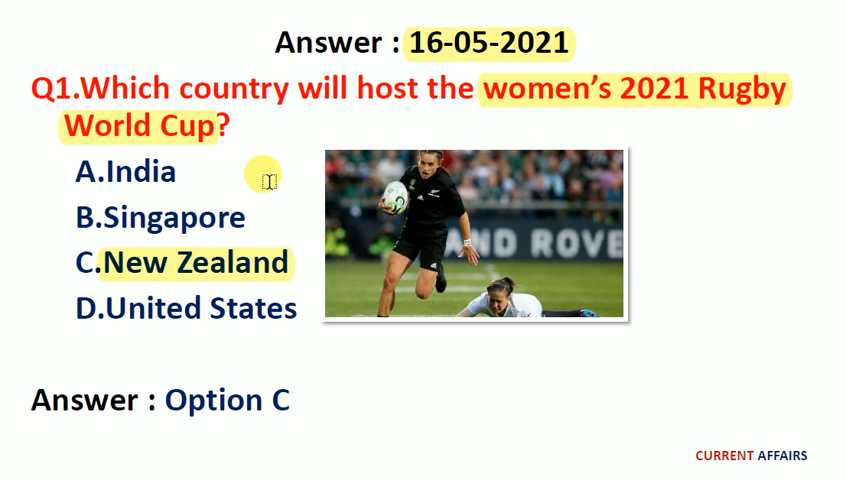 Answer : 16-05-2021
Q1.Which country will host the women’s 2021 Rugby
World Cup?
A.India
B.Singapore
C.New Zealand
D.United States
AND ROVE
Answer : Option C
CURRENT AFFAIRS